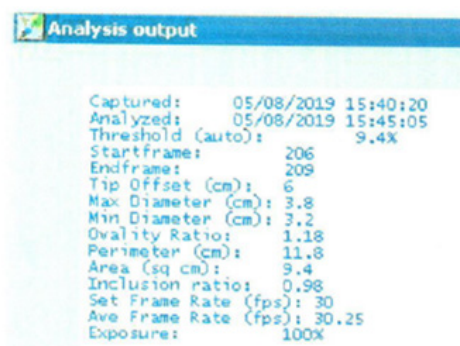 Analysis output
Captured: 05/08/2019 15:40:20
Analyzed: 05/08/2019 15:45:05
Threshold (auto): 9.4%
Startframe: 206
Endframe: 209
Tip Offset (cm): 6
Max Diameter (cm): 3.8
Min Diameter (cm): 3.2
Ovality Ratio: 1.18
Perimeter (cm): 11.8
Area (sq cm): 9.4
Inclusion ratio: 0.98
Set Frame Rate (fps): 30
Ave Frame Rate (fps): 30.25
Exposure: 100%